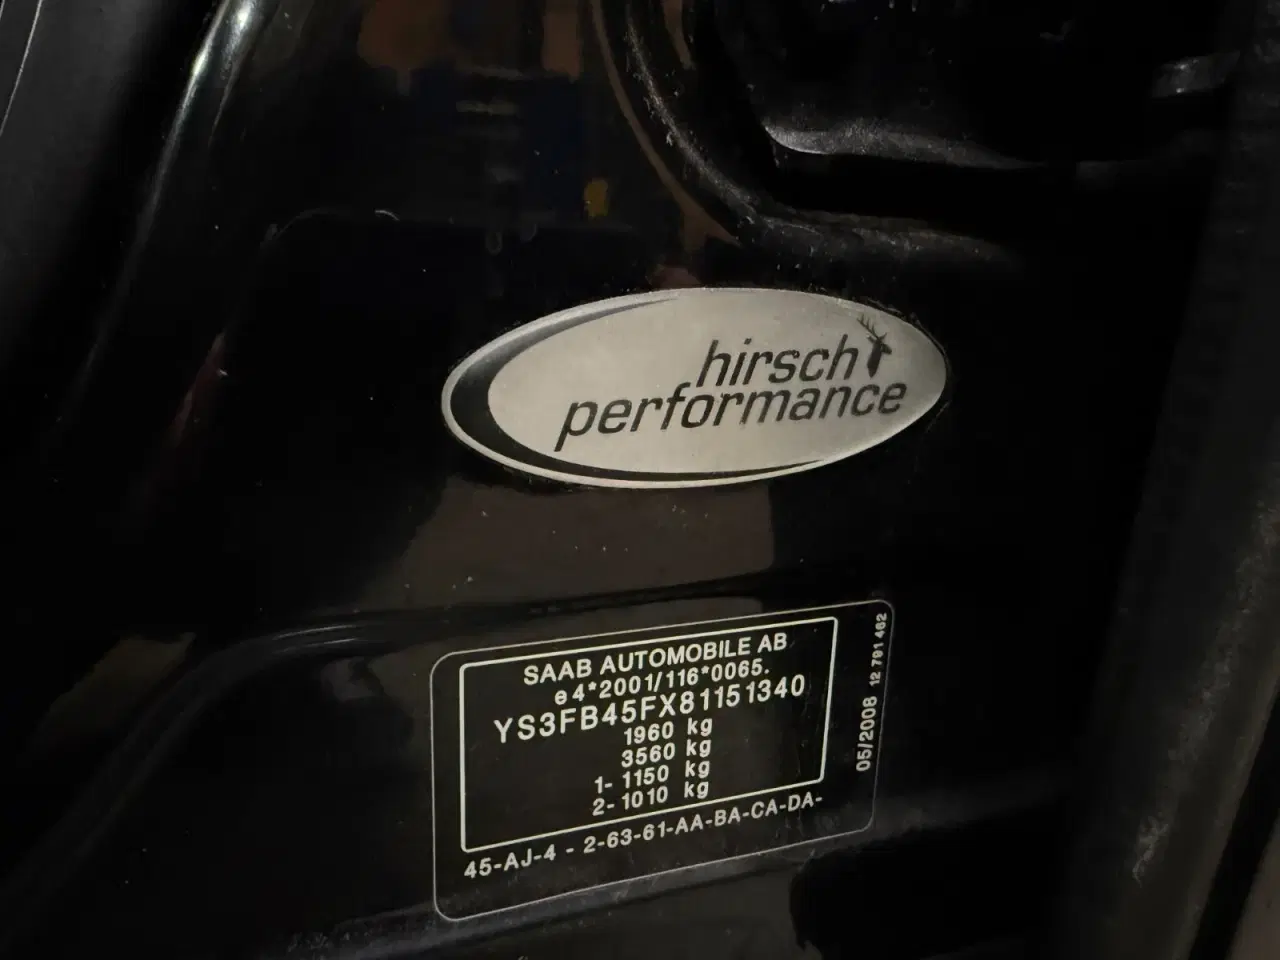 hirsch
performance
SAAB AUTOMOBILE AB
e4*2001/116*0065.
YS3FB45FX81151340
1960 kg
3560 kg
1- 1150 kg
2- 1010 kg
45-AJ-4 - 2-63-61-AA-BA-CA-DA-
05/2008 12 791 462